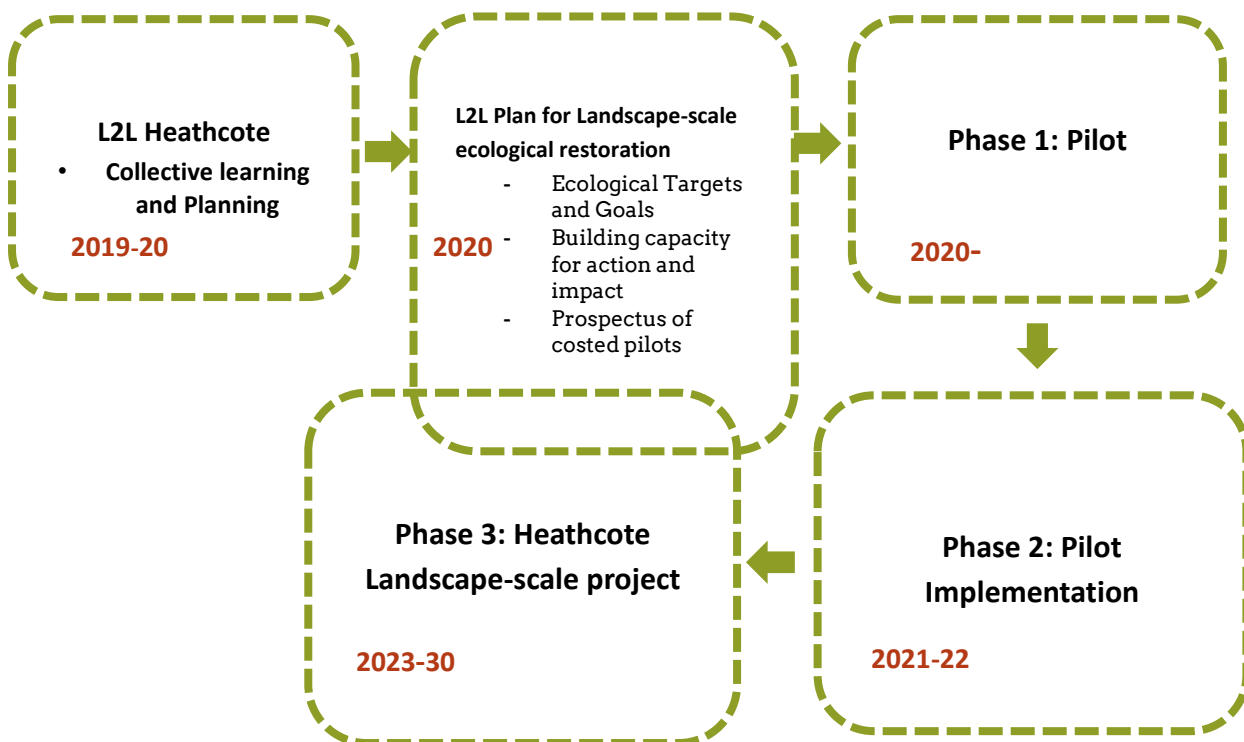 L2L Heathcote
• Collective learning
and Planning
2019-20
L2L Plan for Landscape-scale
ecological restoration
- Ecological Targets
and Goals
2020
- Building capacity
for action and
impact
- Prospectus of
costed pilots
Phase 1: Pilot
2020-
Phase 2: Pilot
Implementation
2021-22
Phase 3: Heathcote
Landscape-scale project
2023-30